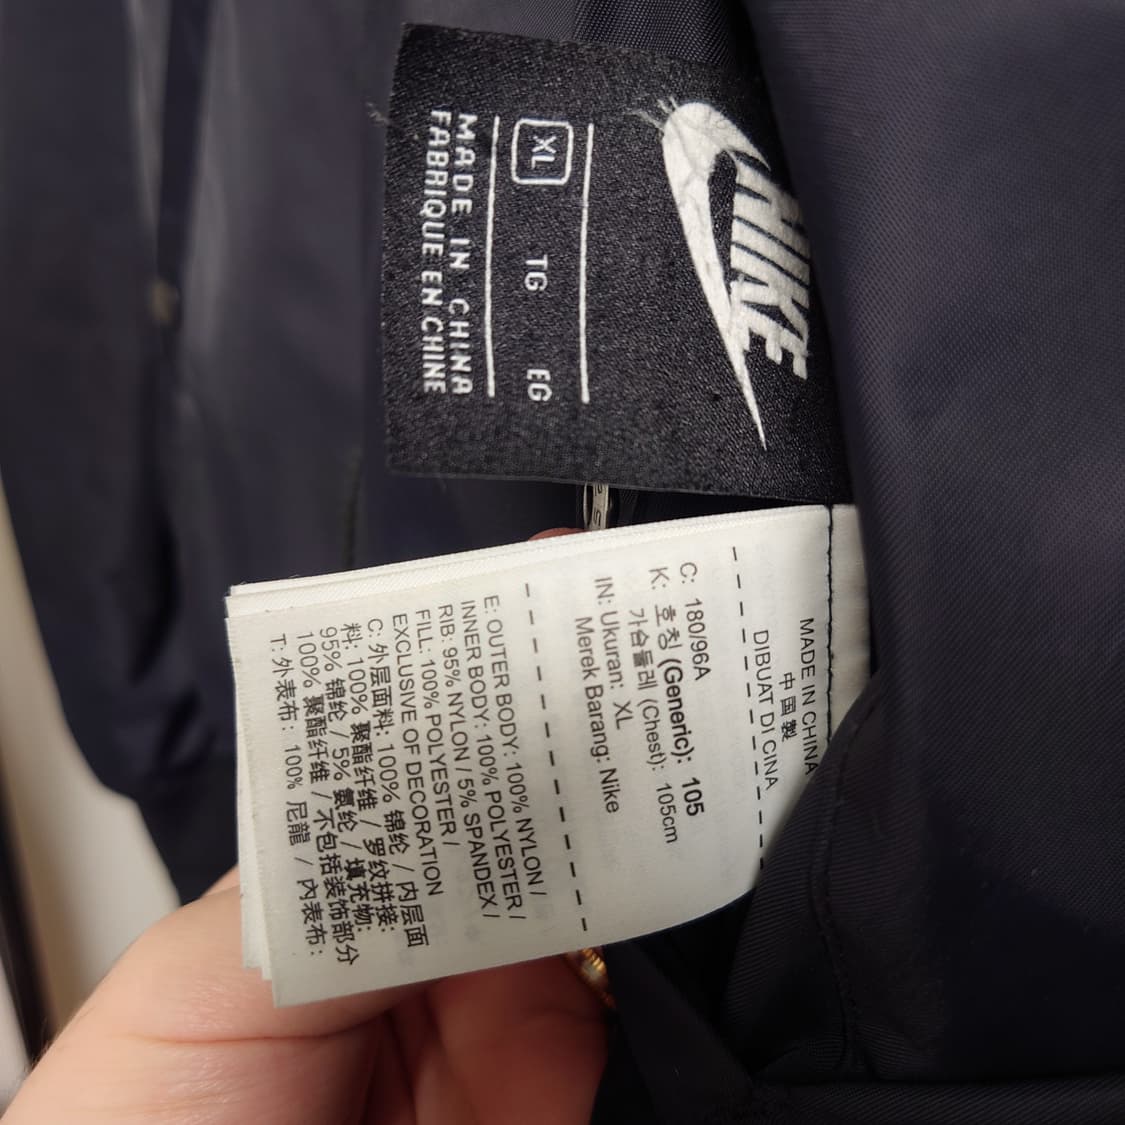 NIKE
XL TG EG
MADE IN CHINA
FABRIQUE EN CHINE
MADE IN CHINA
中国製
DIBUAT DI CINA
C: 180/96A
K: 호칭 (Generic): 105
가슴둘레 (Chest): 105cm
IN: Ukuran: XL
Merek Barang: Nike
E: OUTER BODY: 100% NYLON /
INNER BODY: 100% POLYESTER /
RIB: 95% NYLON / 5% SPANDEX /
FILL: 100% POLYESTER /
EXCLUSIVE OF DECORATION
C: 外层面料: 100% 锦纶 / 内层面
料: 100% 聚酯纤维 / 罗纹拼接:
95% 锦纶 / 5% 氨纶 / 填充物:
100% 聚酯纤维 / 不包括装饰部分
T: 外表布: 100% 尼龍 / 內表布: